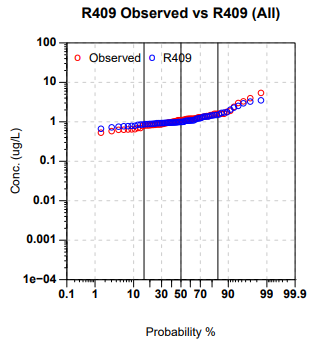 R409 Observed vs R409 (All)
Observed R409
100
10
1
0.1
0.01
0.001
1e−04
Conc. (ug/L)
0.1 1 10 30 50 70 90 99 99.9
Probability %